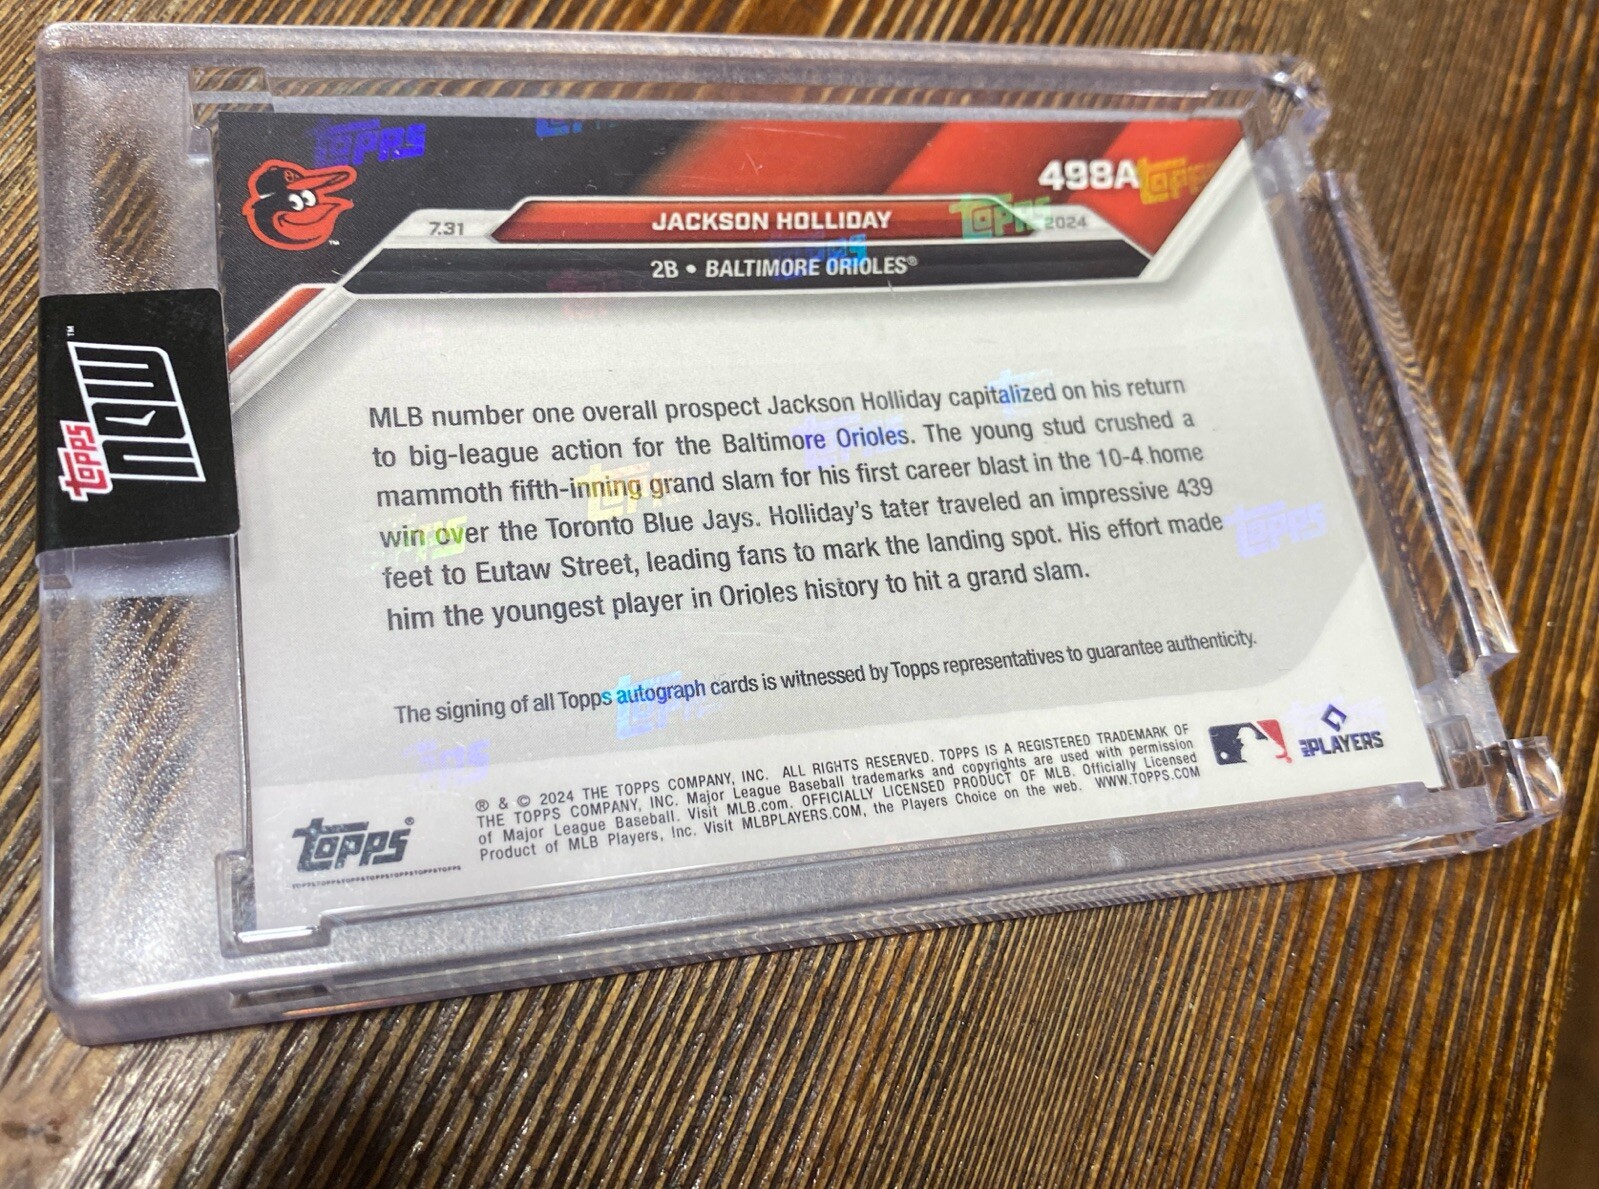 498A
7.31 JACKSON HOLLIDAY 2024
2B • BALTIMORE ORIOLES®
MLB number one overall prospect Jackson Holliday capitalized on his return
to big-league action for the Baltimore Orioles. The young stud crushed a
mammoth fifth-inning grand slam for his first career blast in the 10-4 home
win over the Toronto Blue Jays. Holliday's tater traveled an impressive 439
feet to Eutaw Street, leading fans to mark the landing spot. His effort made
him the youngest player in Orioles history to hit a grand slam.
The signing of all Topps autograph cards is witnessed by Topps representatives to guarantee authenticity.
® & © 2024 THE TOPPS COMPANY, INC. ALL RIGHTS RESERVED. TOPPS IS A REGISTERED TRADEMARK OF
THE TOPPS COMPANY, INC. Major League Baseball trademarks and copyrights are used with permission
of Major League Baseball. Visit MLB.com. OFFICIALLY LICENSED PRODUCT OF MLB. Officially Licensed
Product of MLB Players, Inc. Visit MLBPLAYERS.COM, the Players Choice on the web. WWW.TOPPS.COM
topps®
PLAYERS
topps
NOW™
topps
topps
topps
topps
topps